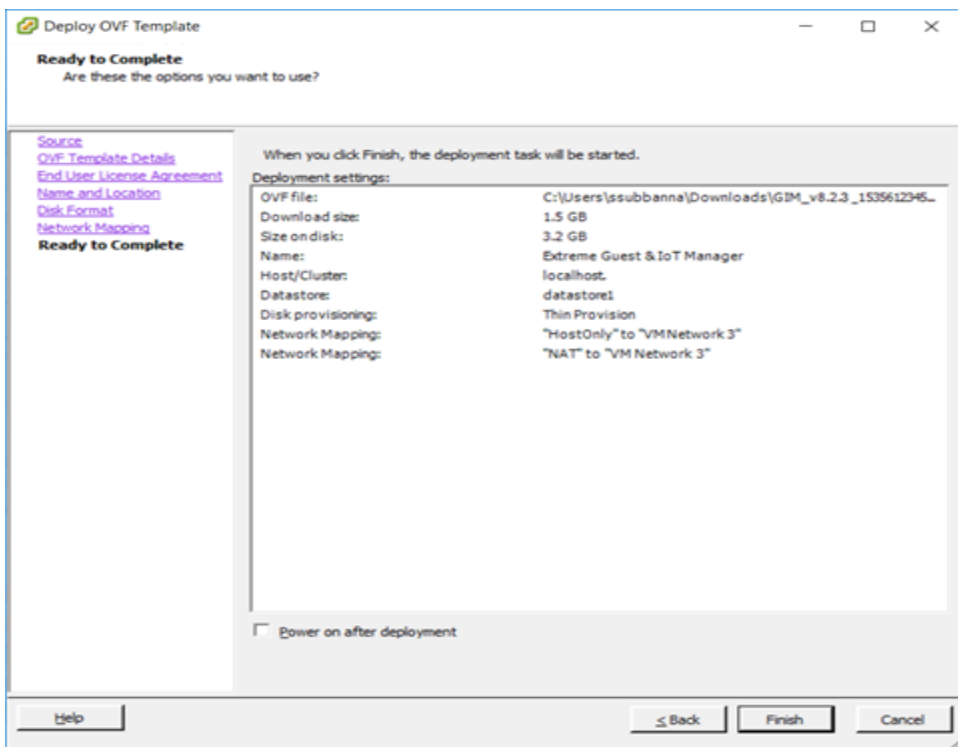 Deploy OVF Template
Ready to Complete
Are these the options you want to use?
Source
OVF Template Details
End User License Agreement
Name and Location
Disk Format
Network Mapping
Ready to Complete
When you click Finish, the deployment task will be started.
Deployment settings:
OVF file: C:\Users\ssubbanna\Downloads\GIM_v8.2.3_1535612345...
Download size: 1.5 GB
Size on disk: 3.2 GB
Name: Extreme Guest & IoT Manager
Host/Cluster: localhost.
Datastore: datastore1
Disk provisioning: Thin Provision
Network Mapping: "HostOnly" to "VM Network 3"
Network Mapping: "NAT" to "VM Network 3"
Power on after deployment
Help
< Back
Finish
Cancel